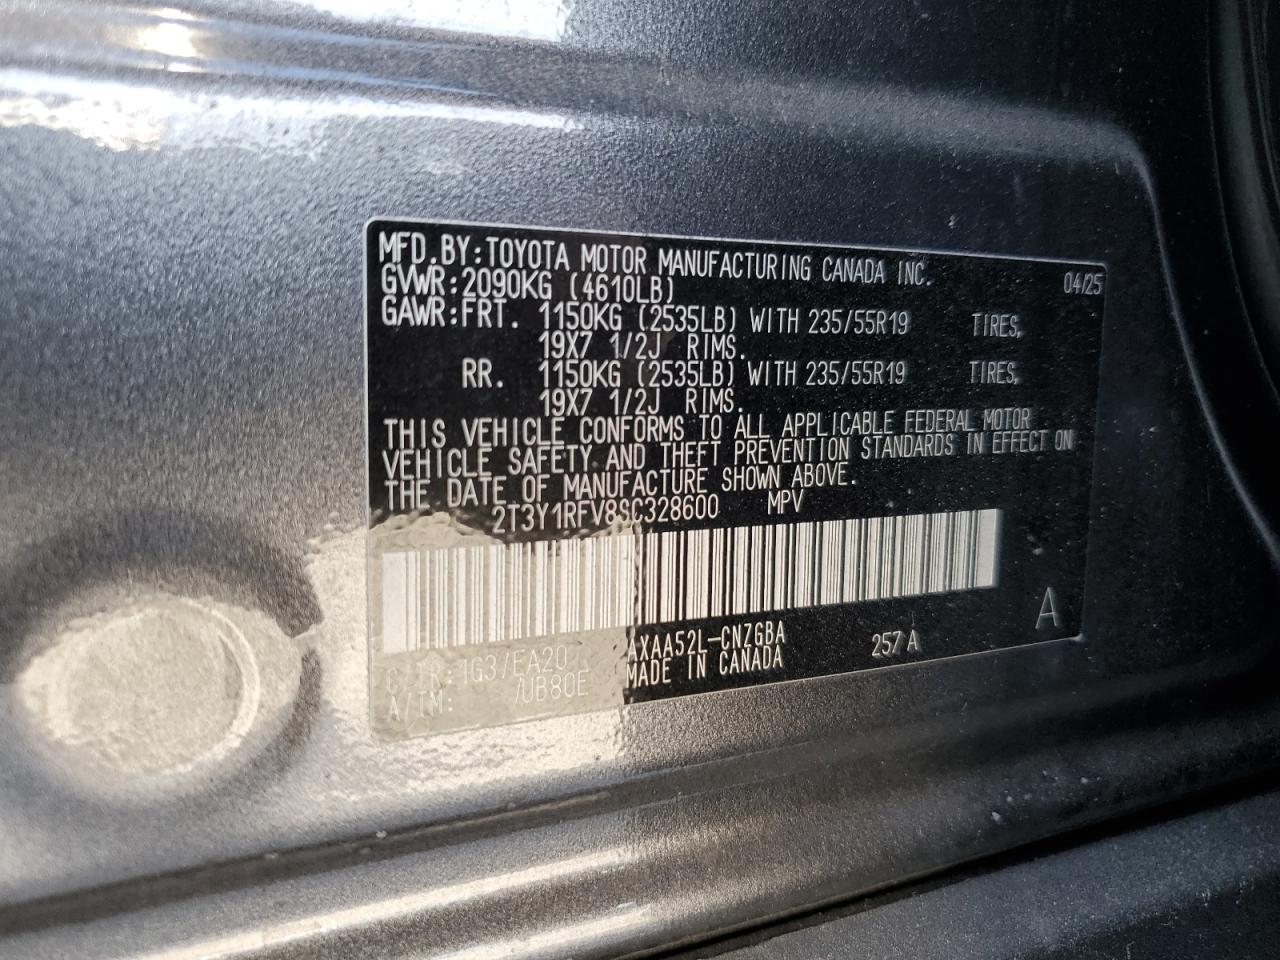 MFD.BY:TOYOTA MOTOR MANUFACTURING CANADA INC.
GVWR:2090KG (4610LB) 04/25
GAWR:FRT. 1150KG (2535LB) WITH 235/55R19 TIRES,
19X7 1/2J RIMS.
RR. 1150KG (2535LB) WITH 235/55R19 TIRES,
19X7 1/2J RIMS.
THIS VEHICLE CONFORMS TO ALL APPLICABLE FEDERAL MOTOR
VEHICLE SAFETY AND THEFT PREVENTION STANDARDS IN EFFECT ON
THE DATE OF MANUFACTURE SHOWN ABOVE.
2T3Y1RFV8SC328600 MPV
A
C/TR:1G3/EA20 AXAA52L-CNZGBA 257A
A/TM: /UB80E MADE IN CANADA